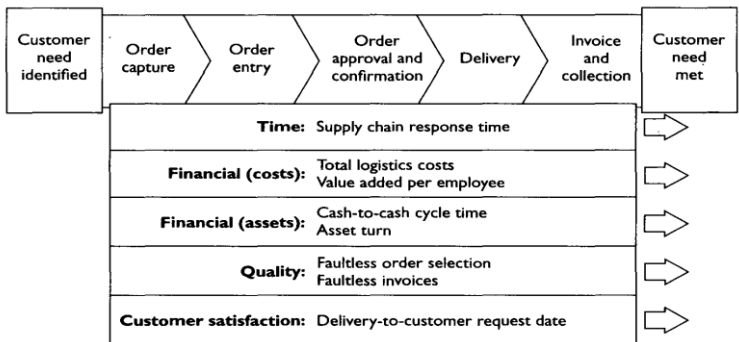 Customer
need
identified
Order
capture
Order
entry
Order
approval and
confirmation
Delivery
Invoice
and
collection
Customer
need
met
Time: Supply chain response time
Financial (costs): Total logistics costs
Value added per employee
Financial (assets): Cash-to-cash cycle time
Asset turn
Quality: Faultless order selection
Faultless invoices
Customer satisfaction: Delivery-to-customer request date